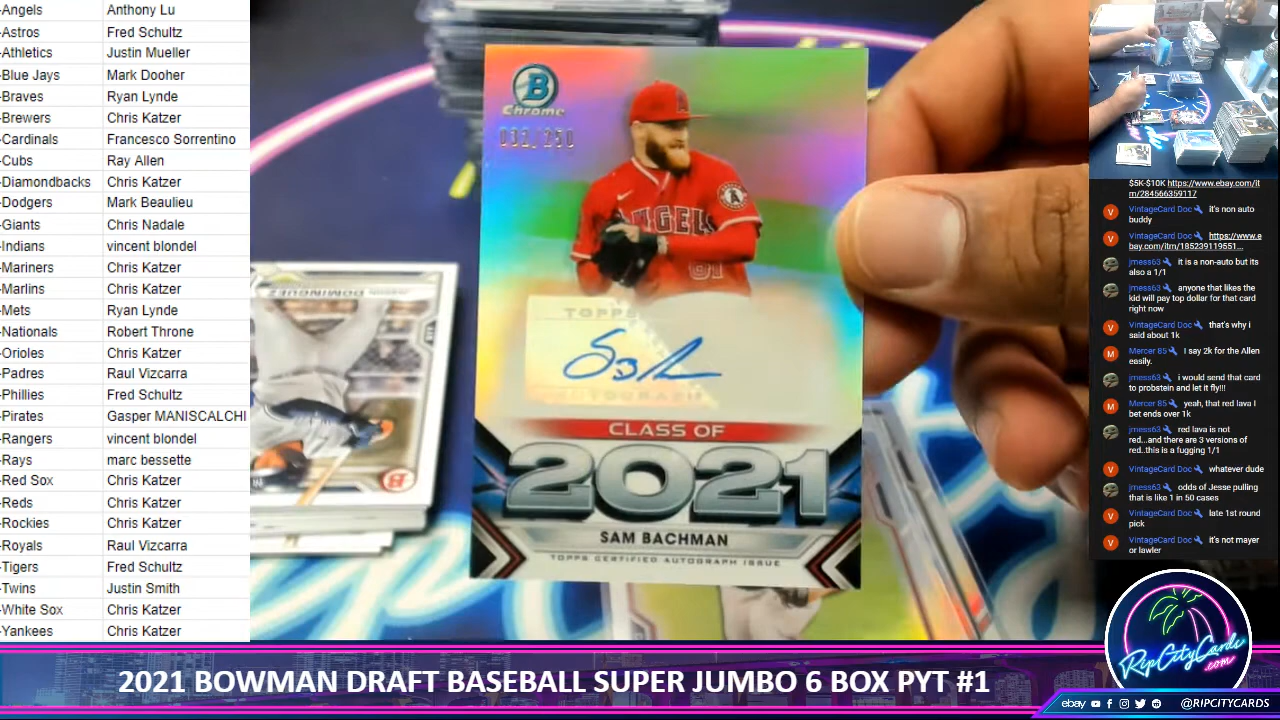 -Angels Anthony Lu
-Astros Fred Schultz
-Athletics Justin Mueller
-Blue Jays Mark Dooher
-Braves Ryan Lynde
-Brewers Chris Katzer
-Cardinals Francesco Sorrentino
-Cubs Ray Allen
-Diamondbacks Chris Katzer
-Dodgers Mark Beaulieu
-Giants Chris Nadale
-Indians vincent blondel
-Mariners Chris Katzer
-Marlins Chris Katzer
-Mets Ryan Lynde
-Nationals Robert Throne
-Orioles Chris Katzer
-Padres Raul Vizcarra
-Phillies Fred Schultz
-Pirates Gasper MANISCALCHI
-Rangers vincent blondel
-Rays marc bessette
-Red Sox Chris Katzer
-Reds Chris Katzer
-Rockies Chris Katzer
-Royals Raul Vizcarra
-Tigers Fred Schultz
-Twins Justin Smith
-White Sox Chris Katzer
-Yankees Chris Katzer
DOMINGUEZ
B
Chrome
ANGELS
A
61
TOPPS
AUTOGRAPH
CLASS OF
2021
SAM BACHMAN
TOPPS CERTIFIED AUTOGRAPH ISSUE
$5K-$10K https://www.ebay.com/it
m/284566359117
V VintageCard Doc it's non auto
buddy
V VintageCard Doc https://www.e
bay.com/itm/185239119551...
jmess63 it is a non-auto but its
also a 1/1
jmess63 anyone that likes the
kid will pay top dollar for that card
right now
V VintageCard Doc that's why i
said about 1k
M Mercer 85 I say 2k for the Allen
easily.
jmess63 i would send that card
to probstein and let it fly!!!
M Mercer 85 yeah, that red lava I
bet ends over 1k
jmess63 red lava is not
red...and there are 3 versions of
red..this is a fugging 1/1
V VintageCard Doc whatever dude
jmess63 odds of Jesse pulling
that is like 1 in 50 cases
V VintageCard Doc late 1st round
pick
V VintageCard Doc it's not mayer
or lawler
RipCityCards
.com
2021 BOWMAN DRAFT BASEBALL SUPER JUMBO 6 BOX PYT #1
ebay @RIPCITYCARDS